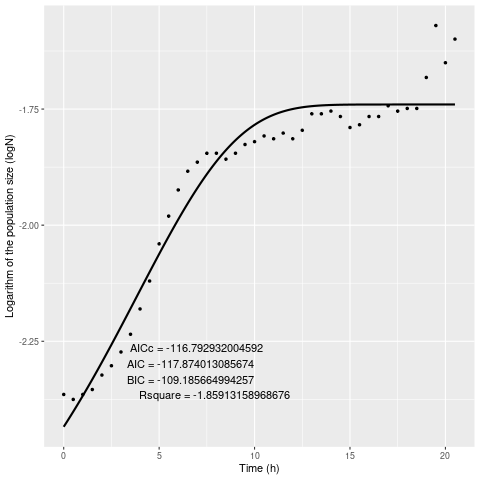 Logarithm of the population size (logN)
-1.75
-2.00
-2.25
AICc = -116.792932004592
AIC = -117.874013085674
BIC = -109.185664994257
Rsquare = -1.85913158968676
0 5 10 15 20
Time (h)